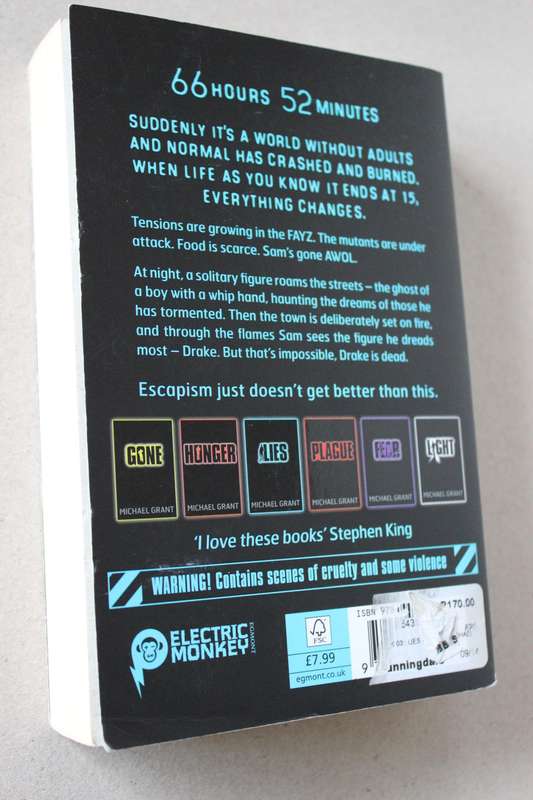 66 HOURS 52 MINUTES
SUDDENLY IT'S A WORLD WITHOUT ADULTS
AND NORMAL HAS CRASHED AND BURNED.
WHEN LIFE AS YOU KNOW IT ENDS AT 15,
EVERYTHING CHANGES.
Tensions are growing in the FAYZ. The mutants are under
attack. Food is scarce. Sam's gone AWOL.
At night, a solitary figure roams the streets – the ghost of
a boy with a whip hand, haunting the dreams of those he
has tormented. Then the town is deliberately set on fire,
and through the flames Sam sees the figure he dreads
most – Drake. But that's impossible, Drake is dead.
Escapism just doesn't get better than this.
GONE HUNGER LIES PLAGUE FEAR LIGHT
MICHAEL GRANT MICHAEL GRANT MICHAEL GRANT MICHAEL GRANT MICHAEL GRANT MICHAEL GRANT
'I love these books' Stephen King
WARNING! Contains scenes of cruelty and some violence
ELECTRIC
MONKEY
EGMONT
FSC
£7.99
egmont.co.uk
ISBN 978
170.00